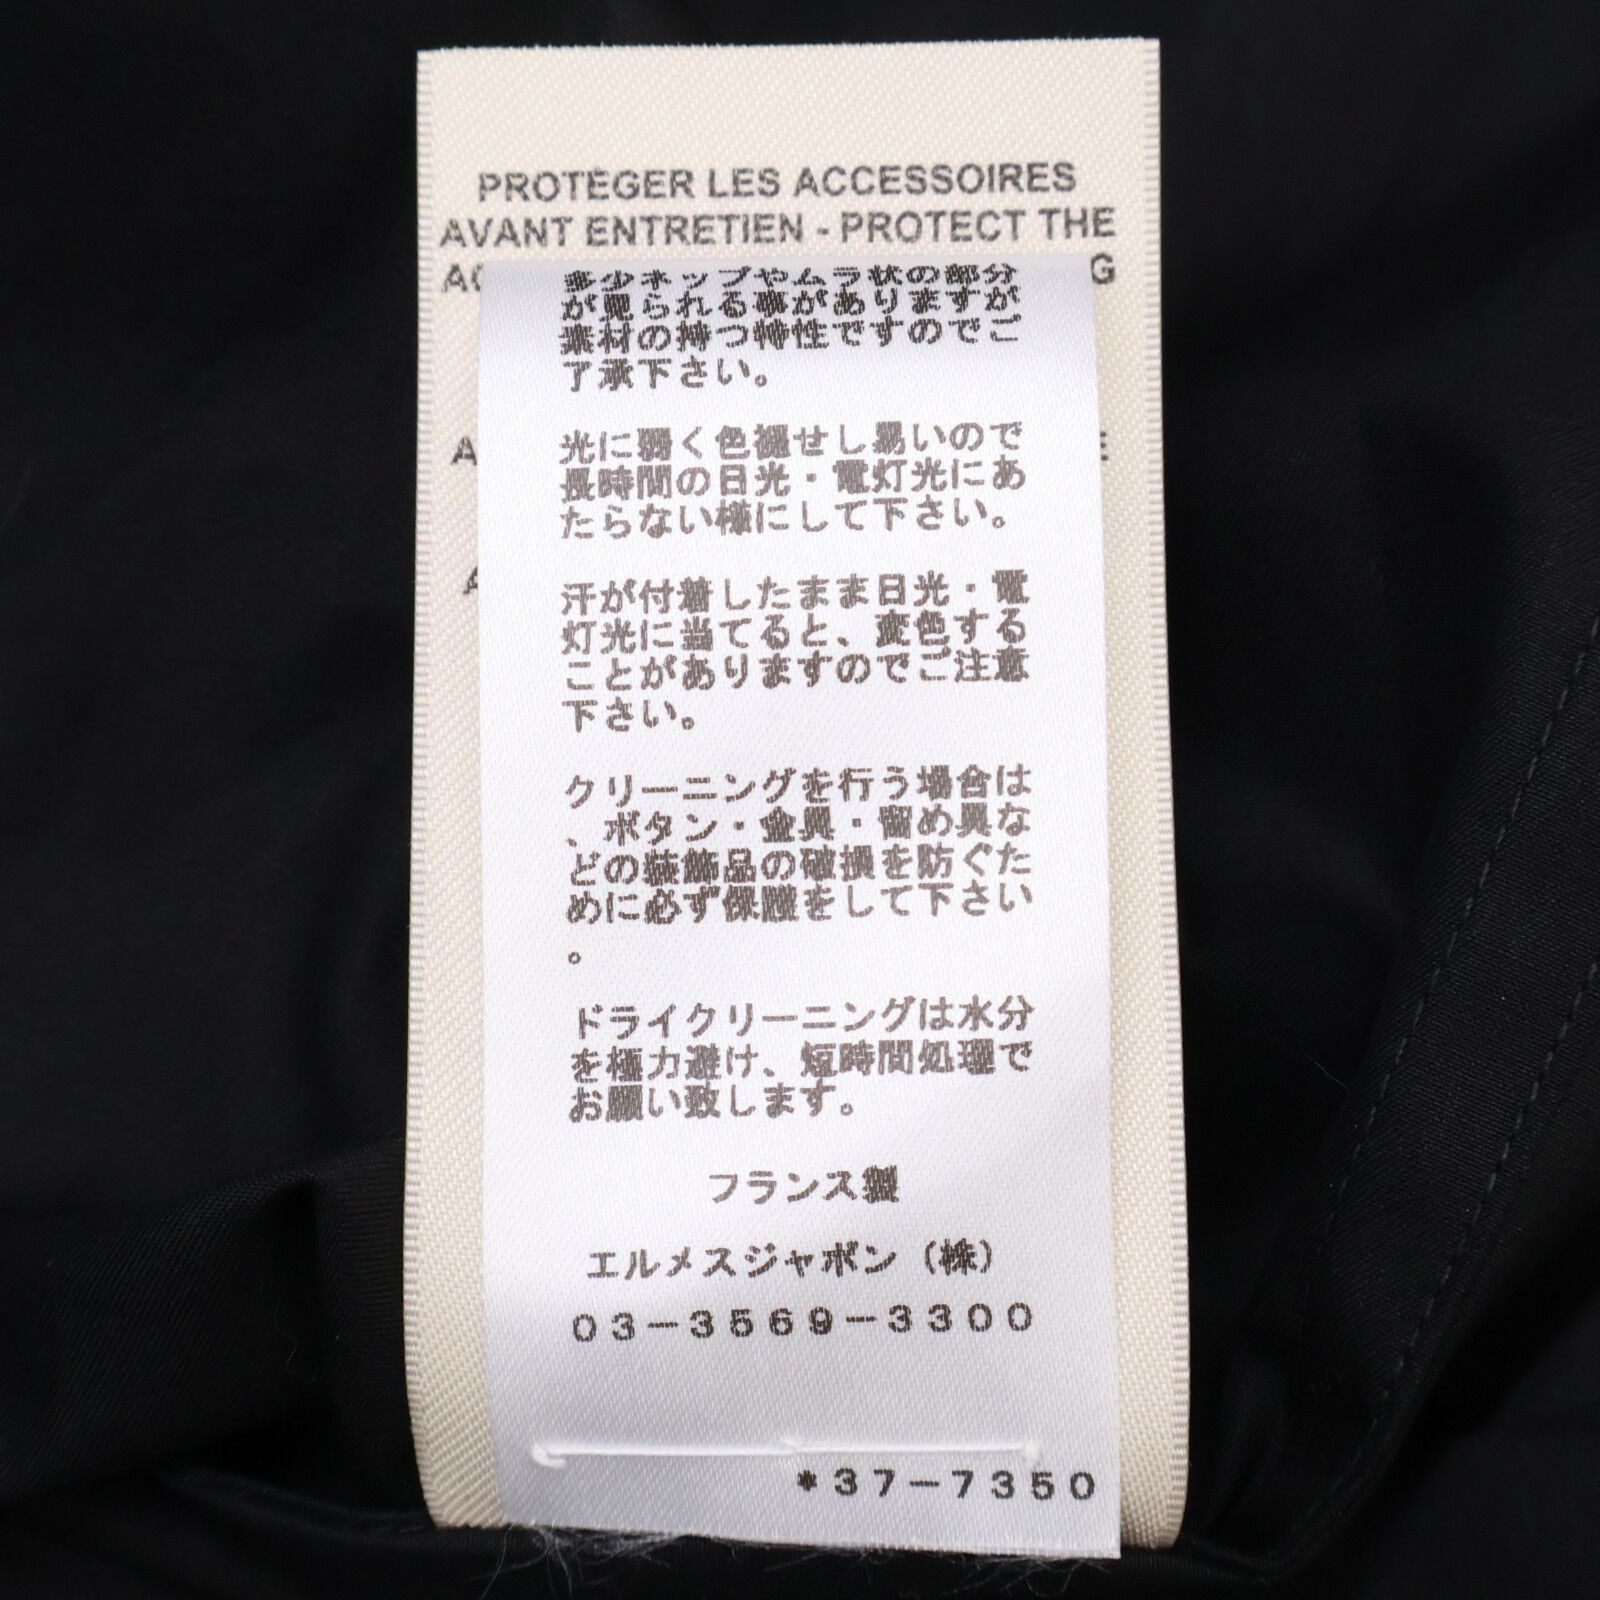 PROTÉGER LES ACCESSOIRES
AVANT ENTRETIEN - PROTECT THE
多少ネップやムラ状の部分
が見られる事がありますが
素材の持つ特性ですのでご
了承下さい。
光に弱く色褪せし易いので
長時間の日光・電灯光にあ
たらない様にして下さい。
汗が付着したまま日光・電
灯光に当てると、変色する
ことがありますのでご注意
下さい。
クリーニングを行う場合は
、ボタン・金具・留め具な
どの装飾品の破損を防ぐた
めに必ず保護をして下さい
。
ドライクリーニングは水分
を極力避け、短時間処理で
お願い致します。
フランス製
エルメスジャポン（株）
03-3569-3300
*37-7350